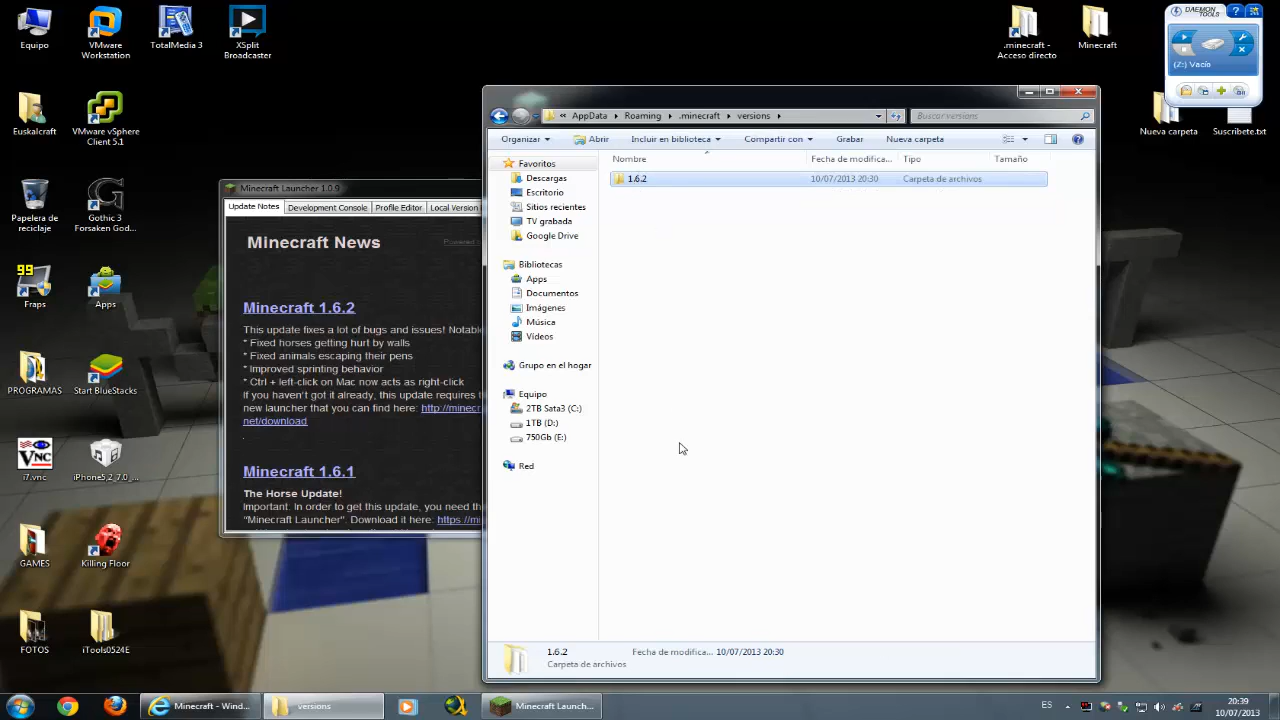 Equipo
VMware
Workstation
TotalMedia 3
XSplit
Broadcaster
Euskalcraft
VMware vSphere
Client 5.1
Papelera de
reciclaje
Gothic 3
Forsaken God...
99
Fraps
Apps
PROGRAMAS
Start BlueStacks
VNC
i7.vnc
iPhone5,2_7.0_...
GAMES
Killing Floor
FOTOS
iTools0524E
.minecraft -
Acceso directo
Minecraft
Nueva carpeta
Suscribete.txt
DAEMON
TOOLS
(Z:) Vacío
Minecraft Launcher 1.0.9
Update Notes
Development Console
Profile Editor
Local Version
Minecraft News
Powered
Minecraft 1.6.2
This update fixes a lot of bugs and issues! Notabl
* Fixed horses getting hurt by walls
* Fixed animals escaping their pens
* Improved sprinting behavior
* Ctrl + left-click on Mac now acts as right-click
If you haven't got it already, this update requires t
new launcher that you can find here: http://minecr
net/download
.
Minecraft 1.6.1
The Horse Update!
Important: In order to get this update, you need th
"Minecraft Launcher". Download it here: https://mi
« AppData ▸ Roaming ▸ .minecraft ▸ versions ▸
Buscar versions
Organizar
Abrir
Incluir en biblioteca
Compartir con
Grabar
Nueva carpeta
Nombre
Fecha de modifica...
Tipo
Tamaño
1.6.2
10/07/2013 20:30
Carpeta de archivos
Favoritos
Descargas
Escritorio
Sitios recientes
TV grabada
Google Drive
Bibliotecas
Apps
Documentos
Imágenes
Música
Vídeos
Grupo en el hogar
Equipo
2TB Sata3 (C:)
1TB (D:)
750Gb (E:)
Red
1.6.2
Fecha de modifica... 10/07/2013 20:30
Carpeta de archivos
Minecraft - Wind...
versions
Minecraft Launch...
ES
20:39
10/07/2013